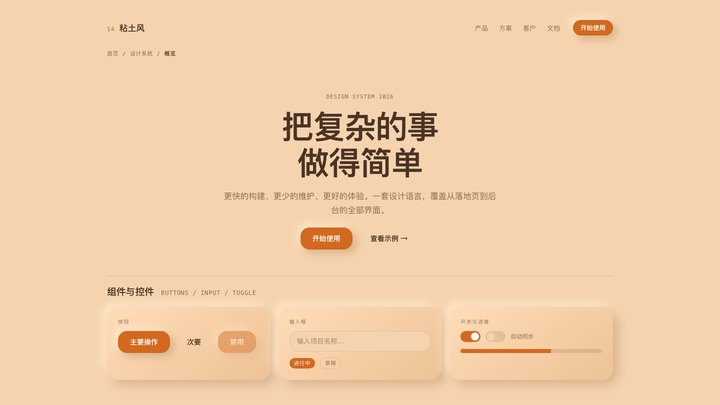 14 粘土风
产品 方案 客户 文档 开始使用
首页 / 设计系统 / 概览
DESIGN SYSTEM 2026
把复杂的事
做得简单
更快的构建、更少的维护、更好的体验。一套设计语言，覆盖从落地页到后
台的全部界面。
开始使用 查看示例 →
组件与控件 BUTTONS / INPUT / TOGGLE
按钮
主要操作 次要 禁用
输入框
输入项目名称...
进行中 草稿
开关与进度
自动同步